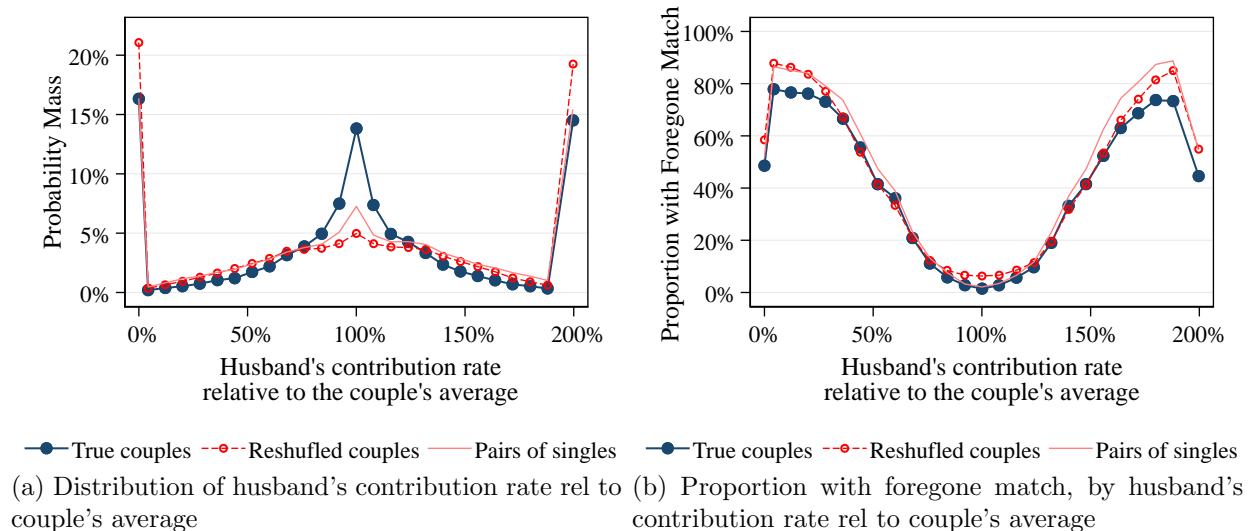 Probability Mass
20%
15%
10%
5%
0%
0% 50% 100% 150% 200%
Husband's contribution rate
relative to the couple's average
True couples Reshufled couples Pairs of singles
(a) Distribution of husband's contribution rate rel to
couple's average
Proportion with Foregone Match
100%
80%
60%
40%
20%
0%
0% 50% 100% 150% 200%
Husband's contribution rate
relative to the couple's average
True couples Reshufled couples Pairs of singles
(b) Proportion with foregone match, by husband's
contribution rate rel to couple's average